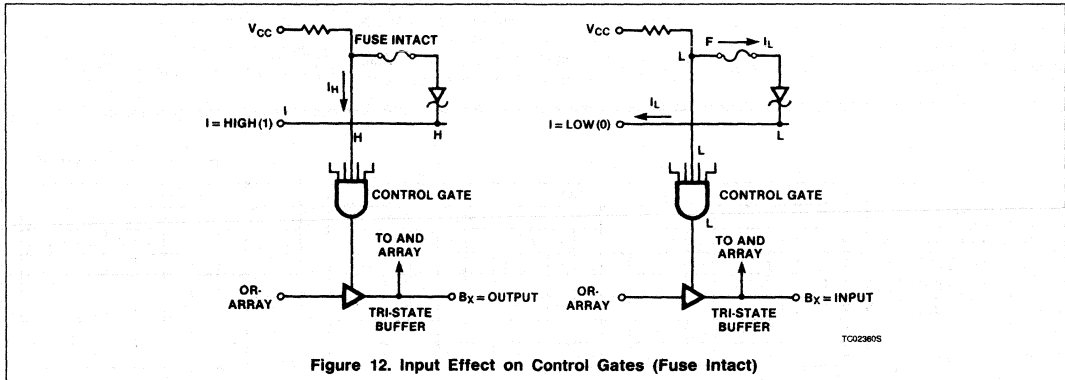 VCC
FUSE INTACT
IH
I
I = HIGH (1)
H
H
CONTROL GATE
TO AND
ARRAY
OR-
ARRAY
BX = OUTPUT
TRI-STATE
BUFFER
VCC
F
IL
L
IL
I = LOW (0)
L
L
CONTROL GATE
L
TO AND
ARRAY
OR-
ARRAY
BX = INPUT
TRI-STATE
BUFFER
TC02360S
Figure 12. Input Effect on Control Gates (Fuse Intact)